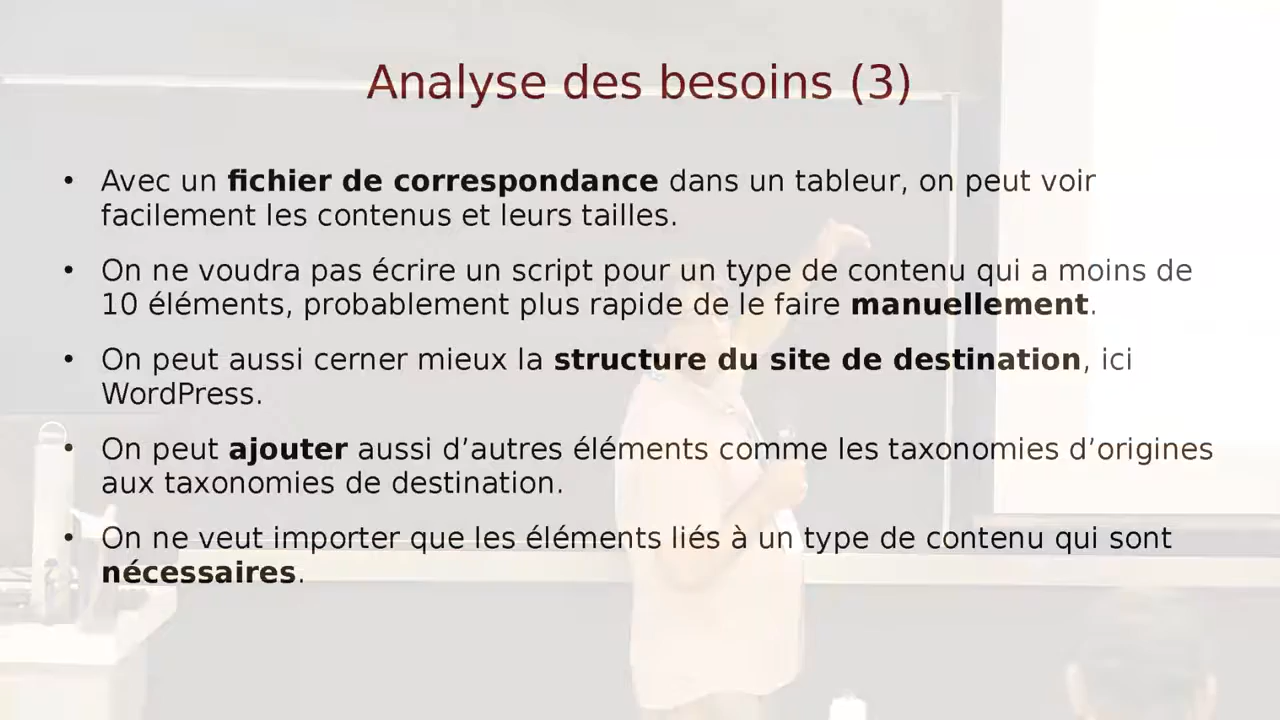 Analyse des besoins (3)
• Avec un fichier de correspondance dans un tableur, on peut voir
facilement les contenus et leurs tailles.
• On ne voudra pas écrire un script pour un type de contenu qui a moins de
10 éléments, probablement plus rapide de le faire manuellement.
• On peut aussi cerner mieux la structure du site de destination, ici
WordPress.
• On peut ajouter aussi d’autres éléments comme les taxonomies d’origines
aux taxonomies de destination.
• On ne veut importer que les éléments liés à un type de contenu qui sont
nécessaires.